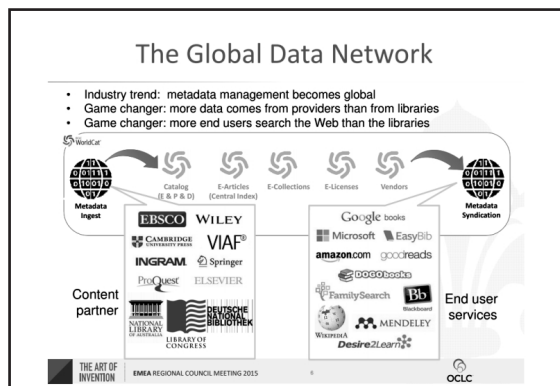 The Global Data Network
• Industry trend: metadata management becomes global
• Game changer: more data comes from providers than from libraries
• Game changer: more end users search the Web than the libraries
WorldCat
Metadata
Ingest
Catalog
(E & P & D)
E-Articles
(Central Index)
E-Collections
E-Licenses
Vendors
Metadata
Syndication
Content
partner
EBSCO WILEY
CAMBRIDGE
UNIVERSITY PRESS
VIAF®
INGRAM Springer
ProQuest ELSEVIER
NATIONAL
LIBRARY
OF AUSTRALIA
LIBRARY OF
CONGRESS
DEUTSCHE
NATIONAL
BIBLIOTHEK
Google books
Microsoft EasyBib
amazon.com goodreads
DOGObooks
FamilySearch
Bb
Blackboard
WIKIPEDIA
MENDELEY
Desire2Learn
End user
services
THE ART OF
INVENTION
EMEA REGIONAL COUNCIL MEETING 2015
8
OCLC